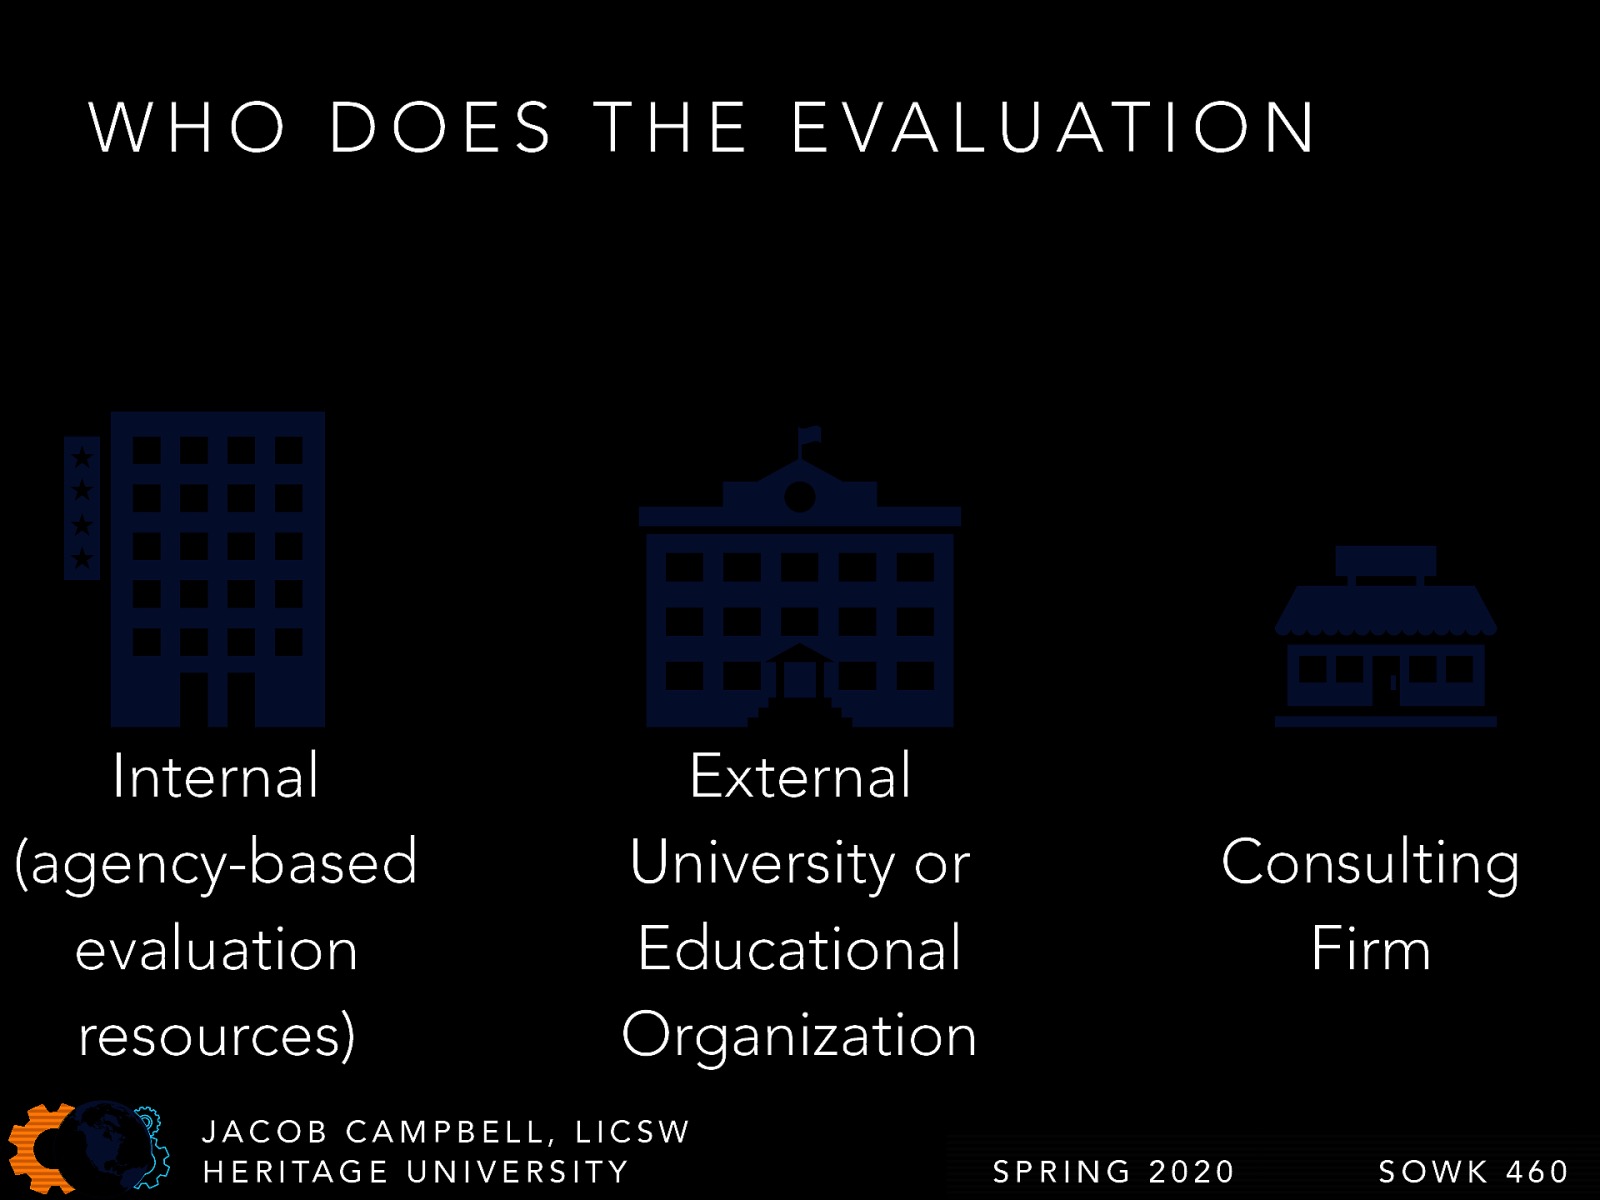 WHO DOES THE EVALUATION
Internal
(agency-based
evaluation
resources)
External
University or
Educational
Organization
Consulting
Firm
JACOB CAMPBELL, LICSW
HERITAGE UNIVERSITY
SPRING 2020
SOWK 460